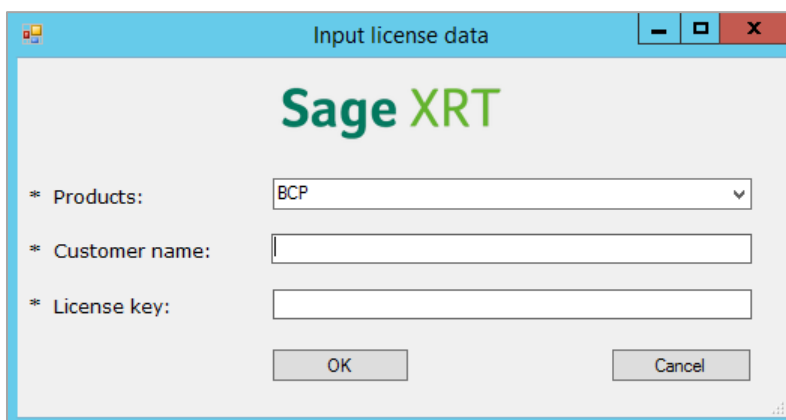 Input license data
Sage XRT
* Products: BCP
* Customer name:
* License key:
OK Cancel